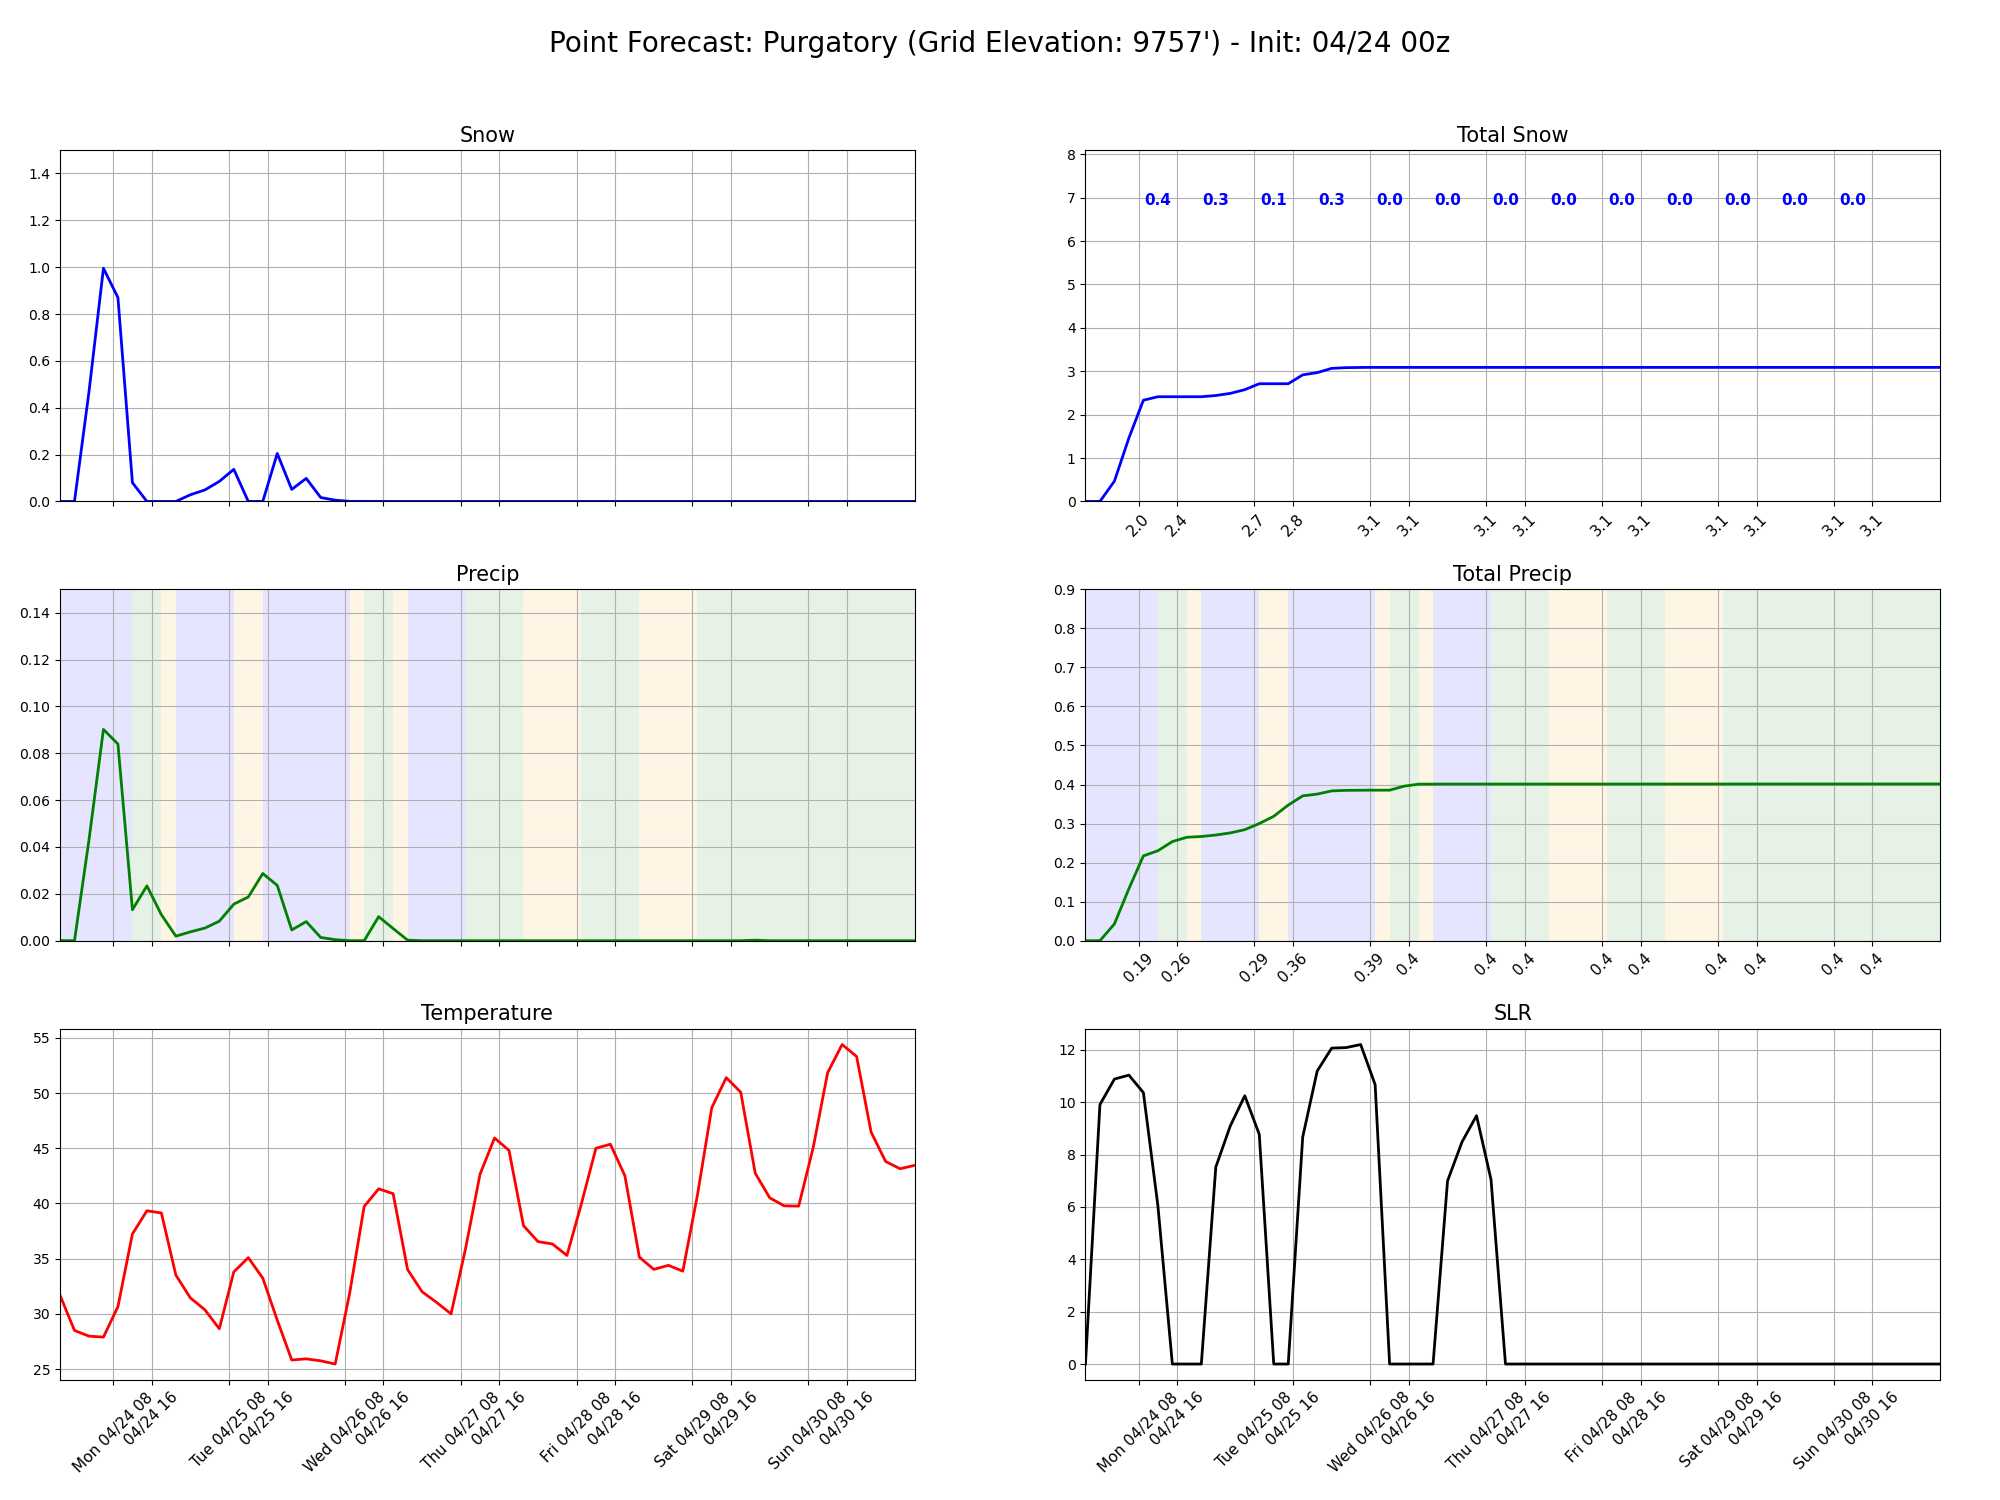 Point Forecast: Purgatory (Grid Elevation: 9757') - Init: 04/24 00z
Snow
1.4
1.2
1.0
0.8
0.6
0.4
0.2
0.0
Total Snow
8
7
6
5
4
3
2
1
0
0.4 0.3 0.1 0.3 0.0 0.0 0.0 0.0 0.0 0.0 0.0 0.0 0.0
2.0 2.4 2.7 2.8 3.1 3.1 3.1 3.1 3.1 3.1 3.1 3.1 3.1 3.1
Precip
0.14
0.12
0.10
0.08
0.06
0.04
0.02
0.00
Total Precip
0.9
0.8
0.7
0.6
0.5
0.4
0.3
0.2
0.1
0.0
0.19 0.26 0.29 0.36 0.39 0.4 0.4 0.4 0.4 0.4 0.4 0.4 0.4 0.4
Temperature
55
50
45
40
35
30
25
Mon 04/24 08
04/24 16
Tue 04/25 08
04/25 16
Wed 04/26 08
04/26 16
Thu 04/27 08
04/27 16
Fri 04/28 08
04/28 16
Sat 04/29 08
04/29 16
Sun 04/30 08
04/30 16
SLR
12
10
8
6
4
2
0
Mon 04/24 08
04/24 16
Tue 04/25 08
04/25 16
Wed 04/26 08
04/26 16
Thu 04/27 08
04/27 16
Fri 04/28 08
04/28 16
Sat 04/29 08
04/29 16
Sun 04/30 08
04/30 16